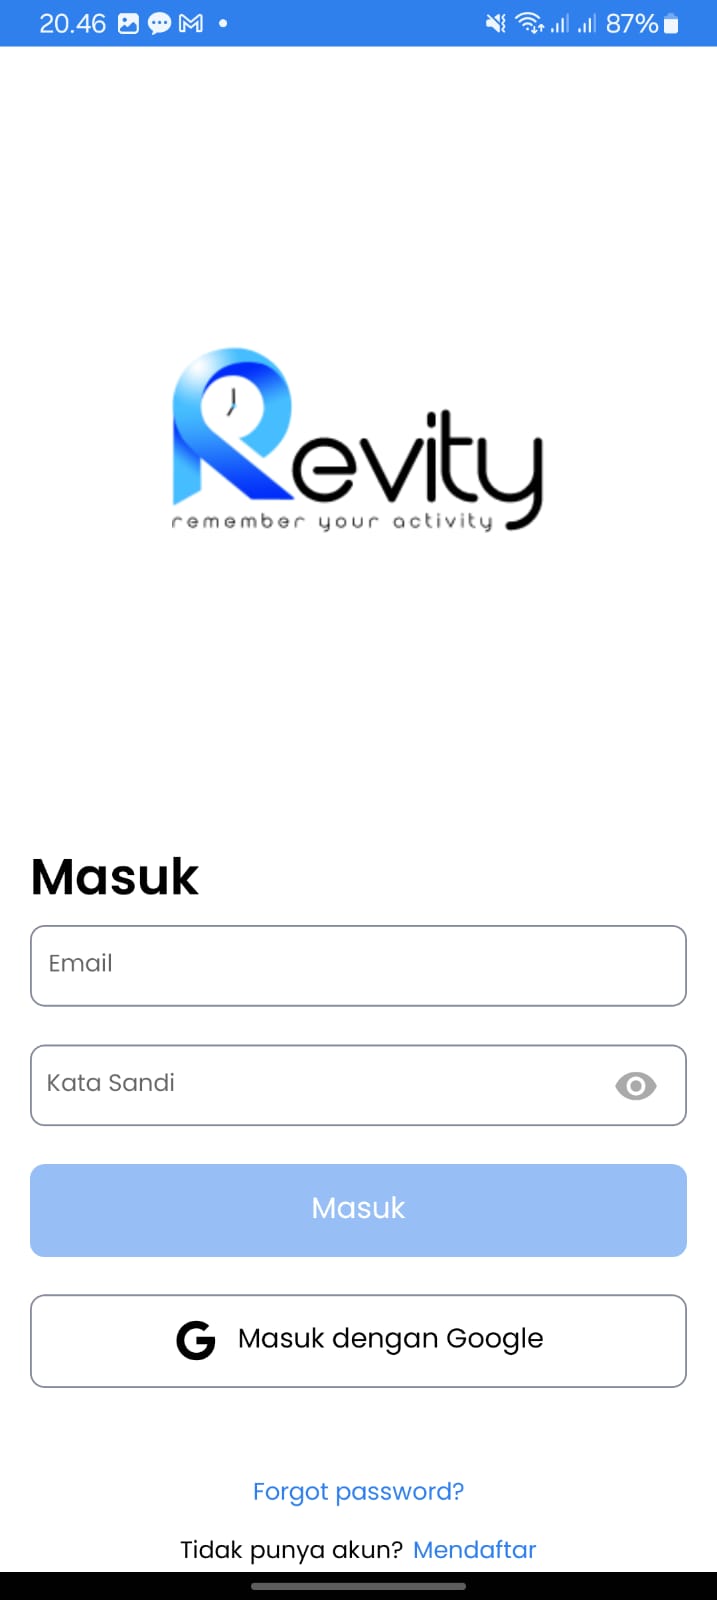 20.46 87%
Revity
remember your activity
Masuk
Email
Kata Sandi
Masuk
G Masuk dengan Google
Forgot password?
Tidak punya akun? Mendaftar